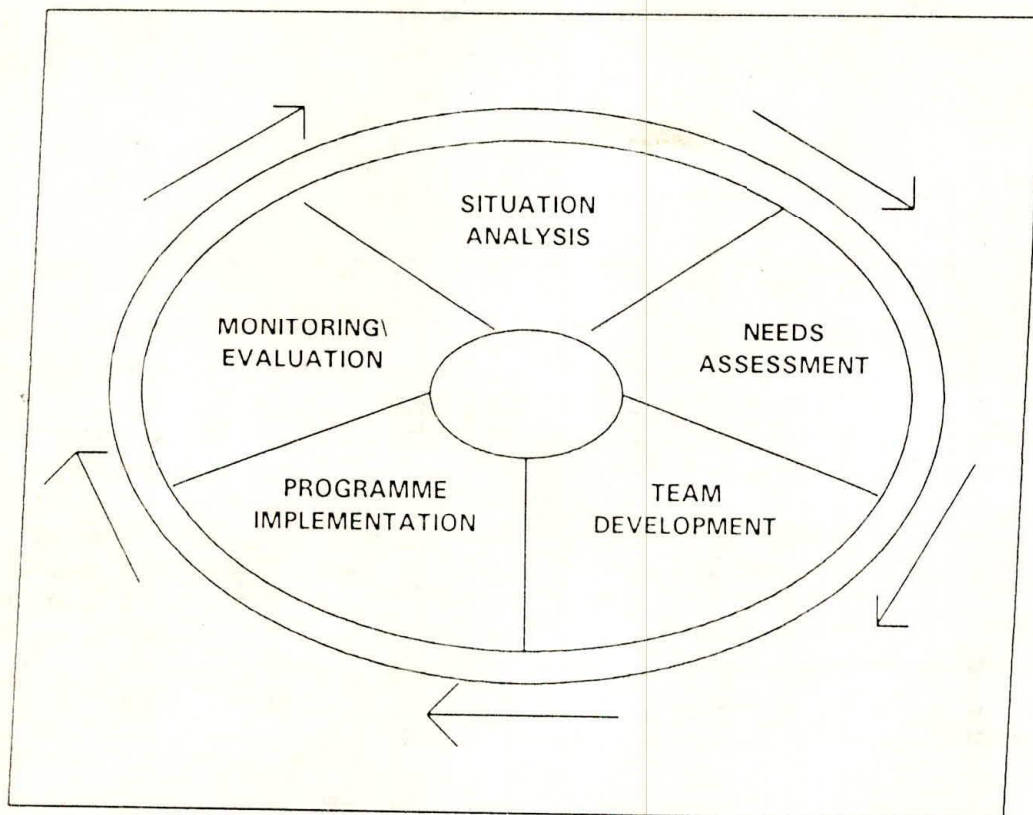 SITUATION
ANALYSIS
NEEDS
ASSESSMENT
TEAM
DEVELOPMENT
PROGRAMME
IMPLEMENTATION
MONITORING\
EVALUATION